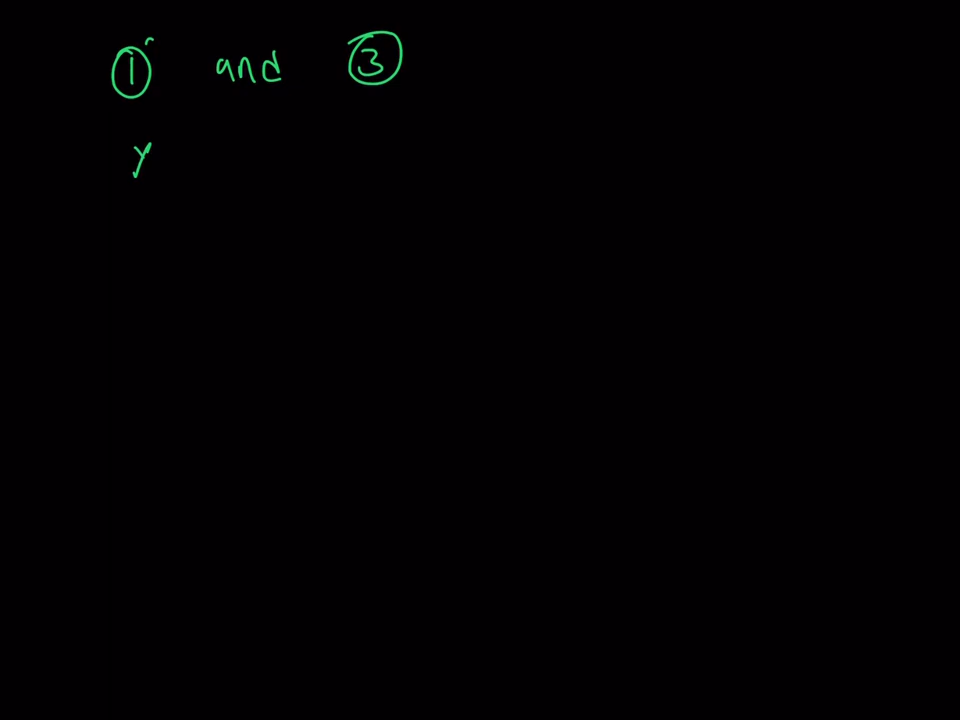 ① and ③
y